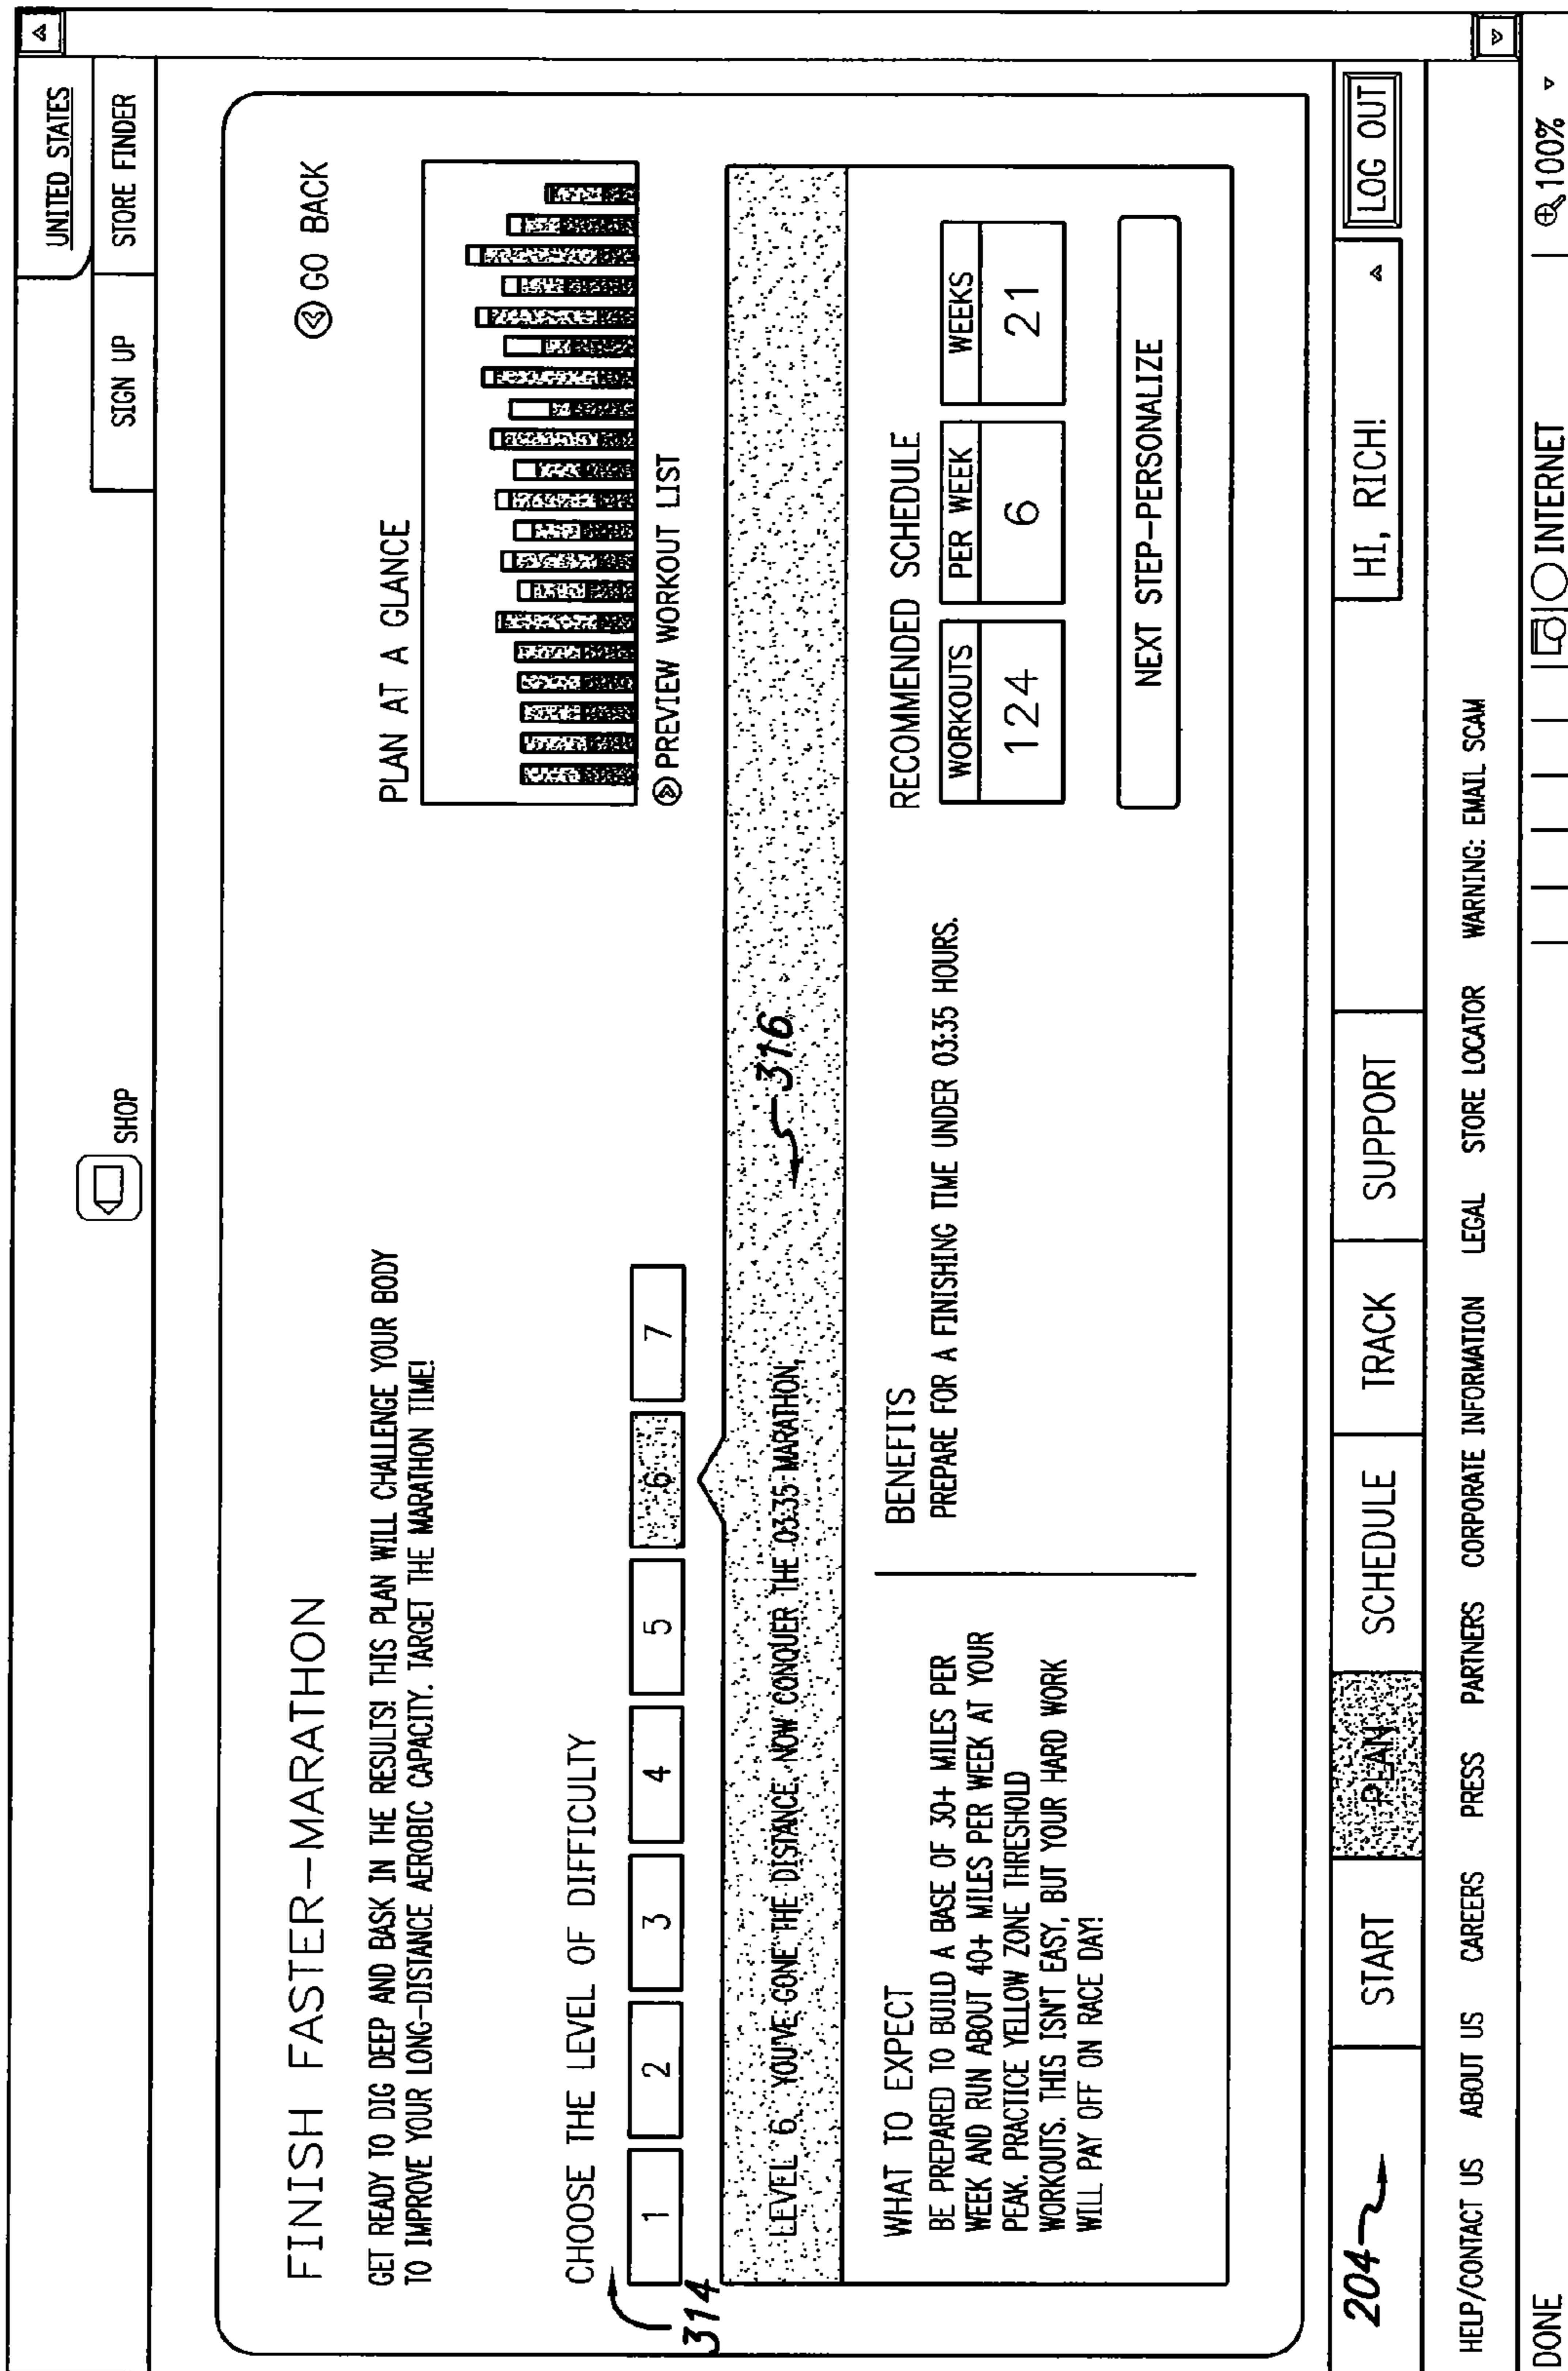 UNITED STATES
SHOP
SIGN UP
STORE FINDER
FINISH FASTER-MARATHON
GO BACK
GET READY TO DIG DEEP AND BASK IN THE RESULTS! THIS PLAN WILL CHALLENGE YOUR BODY
TO IMPROVE YOUR LONG-DISTANCE AEROBIC CAPACITY. TARGET THE MARATHON TIME!
PLAN AT A GLANCE
CHOOSE THE LEVEL OF DIFFICULTY
314
1 2 3 4 5 6 7
PREVIEW WORKOUT LIST
LEVEL 6. YOU'VE GONE THE DISTANCE, NOW CONQUER THE 03:35 MARATHON.
316
WHAT TO EXPECT
BE PREPARED TO BUILD A BASE OF 30+ MILES PER
WEEK AND RUN ABOUT 40+ MILES PER WEEK AT YOUR
PEAK. PRACTICE YELLOW ZONE THRESHOLD
WORKOUTS. THIS ISN'T EASY, BUT YOUR HARD WORK
WILL PAY OFF ON RACE DAY!
BENEFITS
PREPARE FOR A FINISHING TIME UNDER 03:35 HOURS.
RECOMMENDED SCHEDULE
WORKOUTS PER WEEK WEEKS
124 6 21
NEXT STEP-PERSONALIZE
204 START PLAN SCHEDULE TRACK SUPPORT HI, RICH! LOG OUT
HELP/CONTACT US ABOUT US CAREERS PRESS PARTNERS CORPORATE INFORMATION LEGAL STORE LOCATOR WARNING: EMAIL SCAM
DONE INTERNET 100%